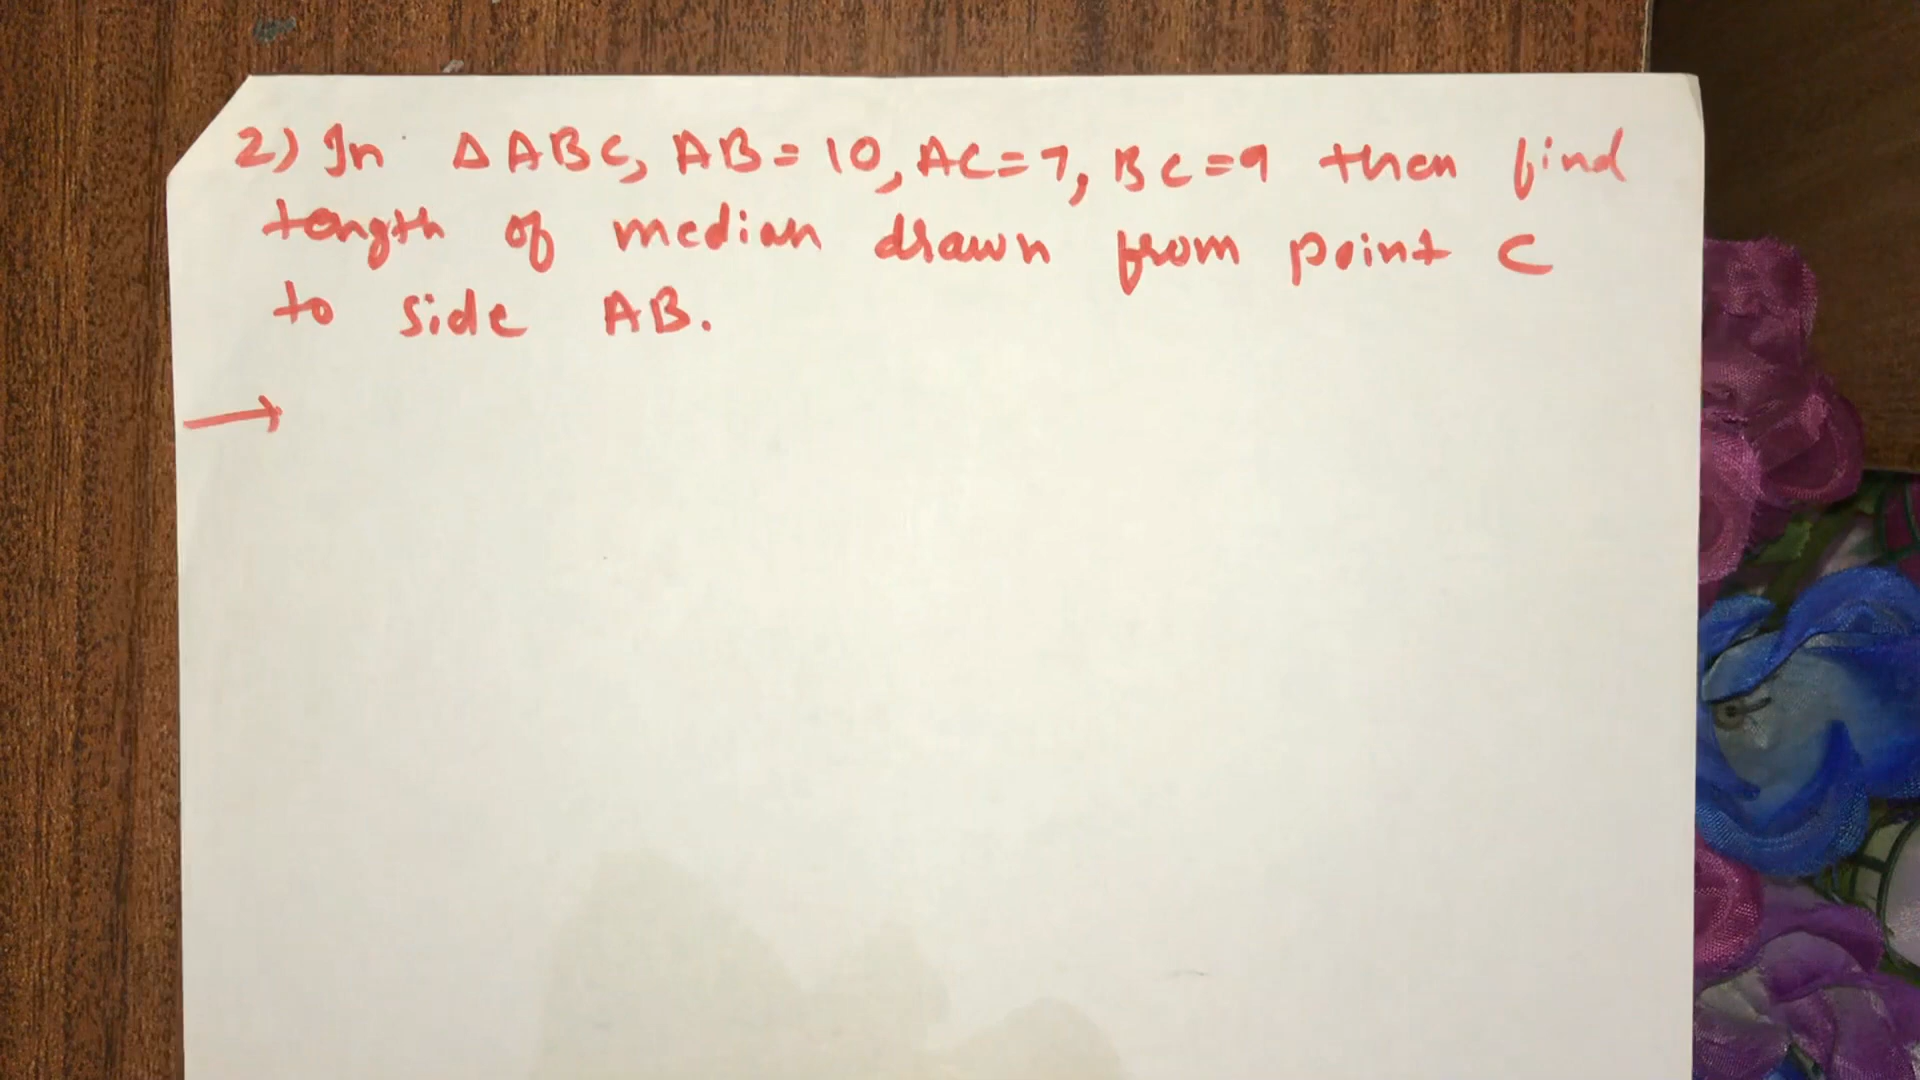 2) In Δ ABC, AB = 10, AC = 7, BC = 9 then find
length of median drawn from point C
to side AB.
→